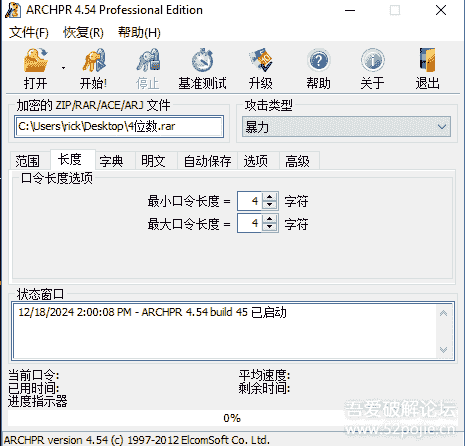 ARCHPR 4.54 Professional Edition
文件(F) 恢复(R) 帮助(H)
打开 开始! 停止 基准测试 升级 帮助 关于 退出
加密的 ZIP/RAR/ACE/ARJ 文件 攻击类型
C:\Users\rick\Desktop\4位数.rar 暴力
范围 长度 字典 明文 自动保存 选项 高级
口令长度选项
最小口令长度 = 4 字符
最大口令长度 = 4 字符
状态窗口
12/18/2024 2:00:08 PM - ARCHPR 4.54 build 45 已启动
当前口令: 平均速度:
已用时间: 剩余时间:
进度指示器
0%
吾爱破解论坛
www.52pojie.cn
ARCHPR version 4.54 (c) 1997-2012 ElcomSoft Co. Ltd.